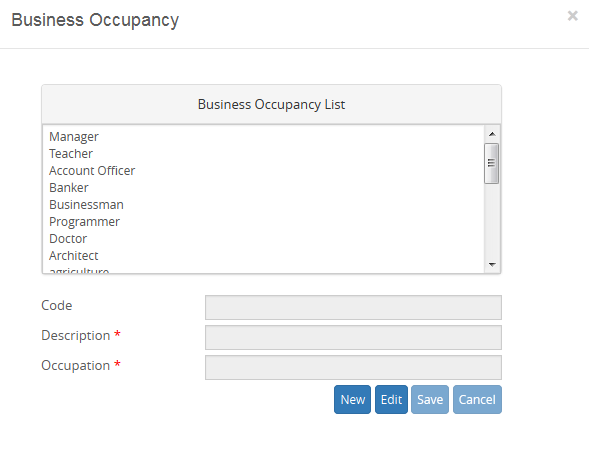 Business Occupancy
×
Business Occupancy List
Manager
Teacher
Account Officer
Banker
Businessman
Programmer
Doctor
Architect
agriculture
Code
Description *
Occupation *
New Edit Save Cancel